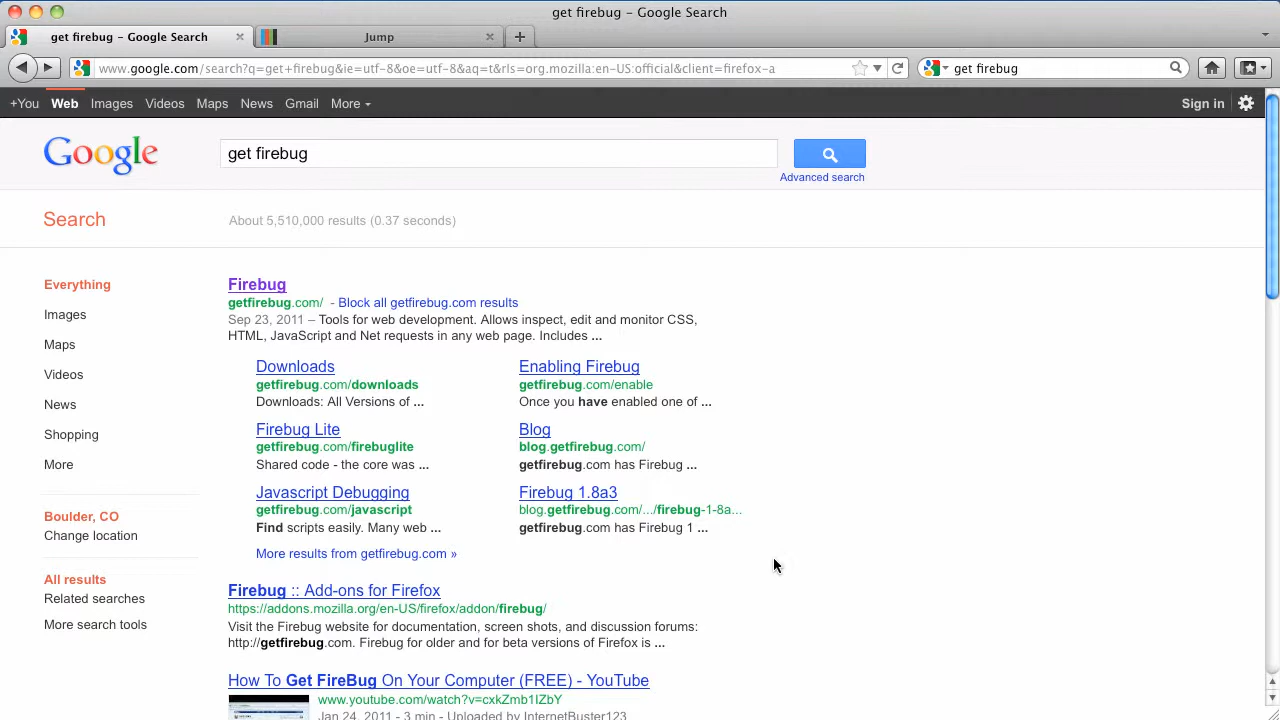 get firebug – Google Search
get firebug – Google Search
Jump
www.google.com/search?q=get+firebug&ie=utf-8&oe=utf-8&aq=t&rls=org.mozilla:en-US:official&client=firefox-a
get firebug
+You Web Images Videos Maps News Gmail More
Sign in
Google
get firebug
Advanced search
Search
About 5,510,000 results (0.37 seconds)
Everything
Images
Maps
Videos
News
Shopping
More
Boulder, CO
Change location
All results
Related searches
More search tools
Firebug
getfirebug.com/ - Block all getfirebug.com results
Sep 23, 2011 – Tools for web development. Allows inspect, edit and monitor CSS,
HTML, JavaScript and Net requests in any web page. Includes ...
Downloads
getfirebug.com/downloads
Downloads: All Versions of ...
Enabling Firebug
getfirebug.com/enable
Once you have enabled one of ...
Firebug Lite
getfirebug.com/firebuglite
Shared code - the core was ...
Blog
blog.getfirebug.com/
getfirebug.com has Firebug ...
Javascript Debugging
getfirebug.com/javascript
Find scripts easily. Many web ...
Firebug 1.8a3
blog.getfirebug.com/.../firebug-1-8a...
getfirebug.com has Firebug 1 ...
More results from getfirebug.com »
Firebug :: Add-ons for Firefox
https://addons.mozilla.org/en-US/firefox/addon/firebug/
Visit the Firebug website for documentation, screen shots, and discussion forums:
http://getfirebug.com. Firebug for older and for beta versions of Firefox is ...
How To Get FireBug On Your Computer (FREE) - YouTube
www.youtube.com/watch?v=cxkZmb1IZbY
Jan 24, 2011 - 3 min - Uploaded by InternetBuster123